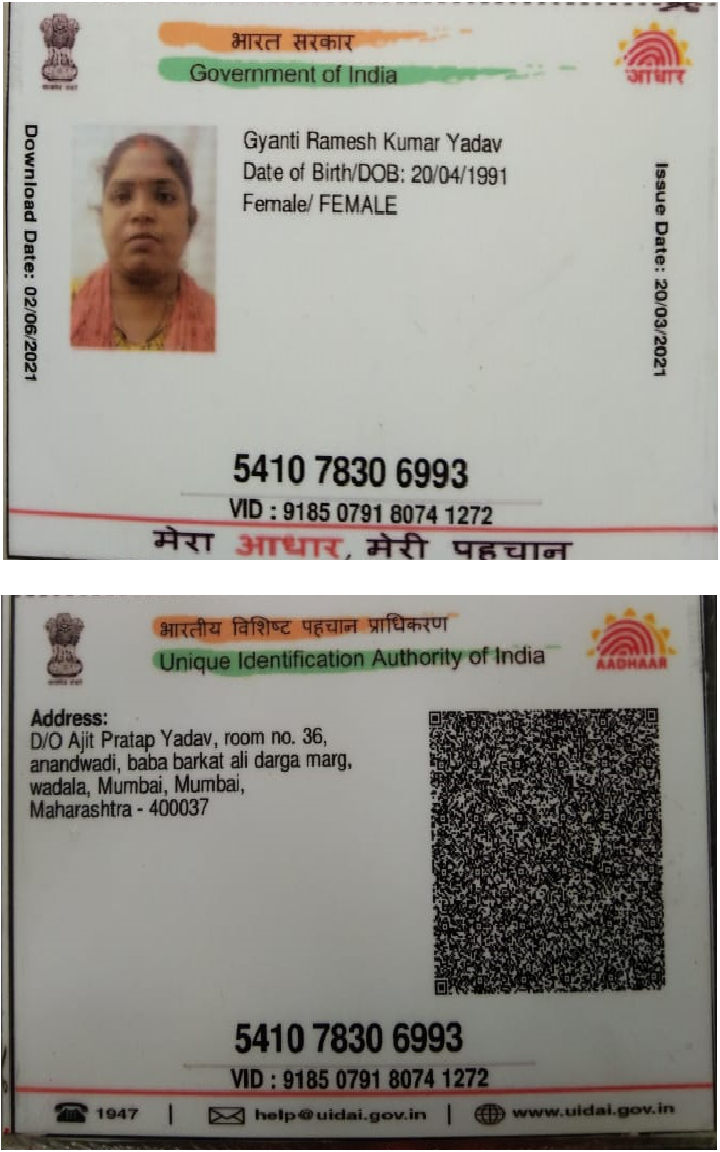 भारत सरकार
Government of India
आधार
Download Date: 02/06/2021
Gyanti Ramesh Kumar Yadav
Date of Birth/DOB: 20/04/1991
Female/ FEMALE
Issue Date: 20/03/2021
5410 7830 6993
VID : 9185 0791 8074 1272
मेरा आधार, मेरी पहचान
भारतीय विशिष्ट पहचान प्राधिकरण
Unique Identification Authority of India
AADHAAR
Address:
D/O Ajit Pratap Yadav, room no. 36,
anandwadi, baba barkat ali darga marg,
wadala, Mumbai, Mumbai,
Maharashtra - 400037
5410 7830 6993
VID : 9185 0791 8074 1272
1947 | help@uidai.gov.in | www.uidai.gov.in